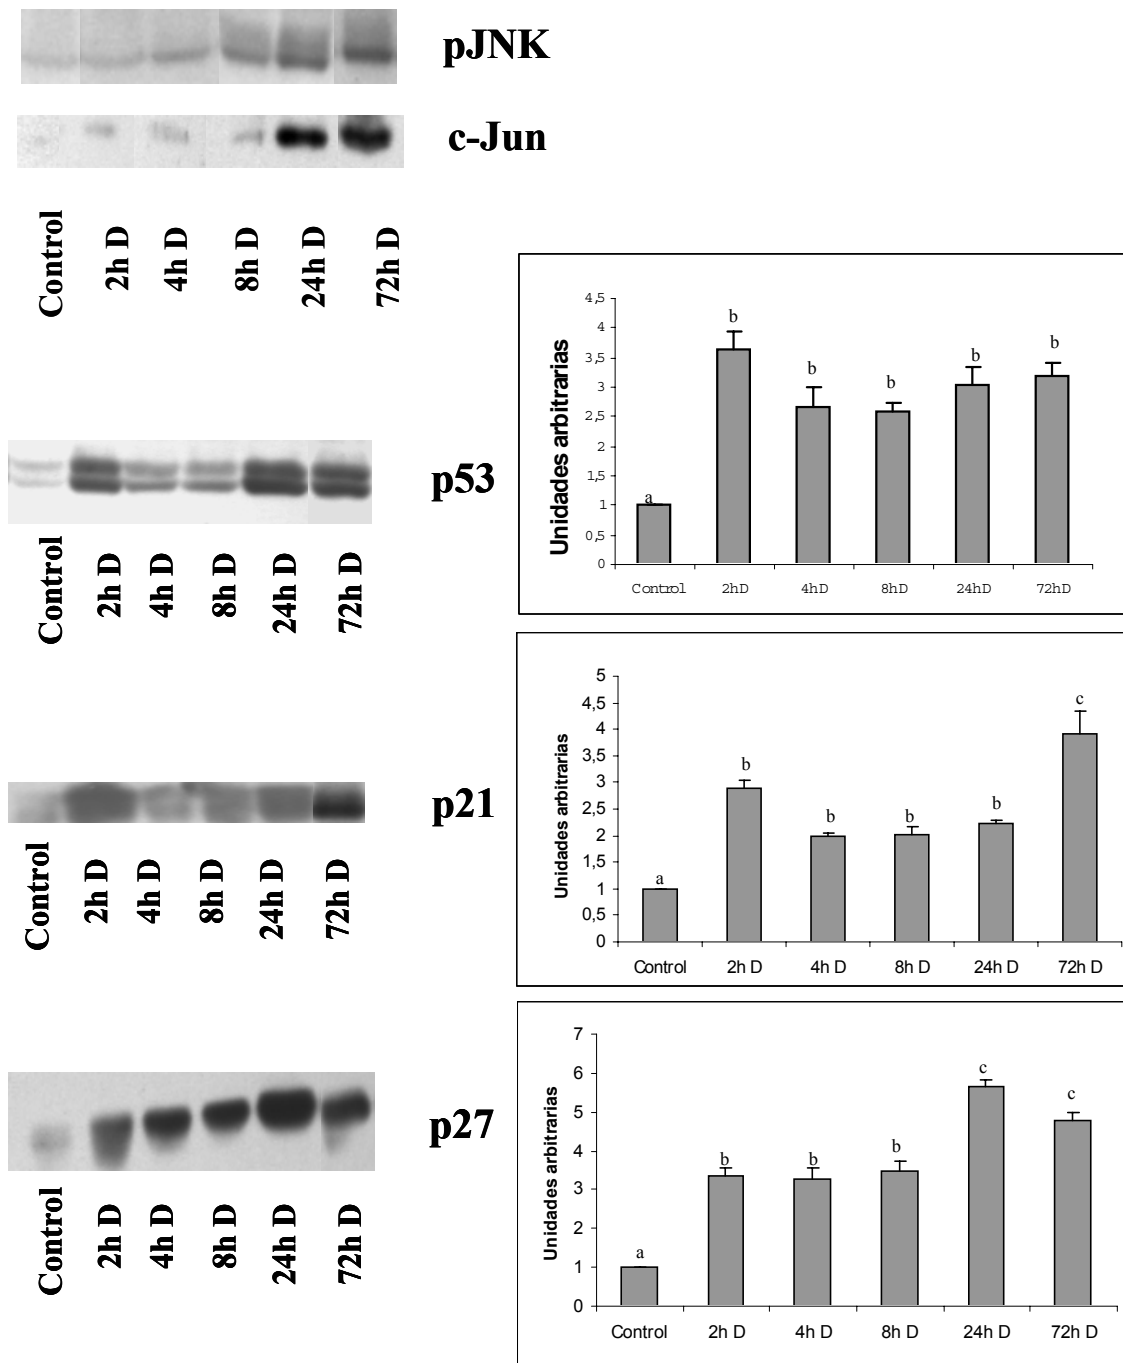 pJNK
c-Jun
Control
2h D
4h D
8h D
24h D
72h D
p53
Control
2h D
4h D
8h D
24h D
72h D
Unidades arbitrarias
4,5
4
3,5
3
2,5
2
1,5
1
0,5
0
a
b
b
b
b
b
Control 2hD 4hD 8hD 24hD 72hD
p21
Control
2h D
4h D
8h D
24h D
72h D
Unidades arbitrarias
5
4,5
4
3,5
3
2,5
2
1,5
1
0,5
0
a
b
b
b
b
c
Control 2h D 4h D 8h D 24h D 72h D
p27
Control
2h D
4h D
8h D
24h D
72h D
Unidades arbitrarias
7
6
5
4
3
2
1
0
a
b
b
b
c
c
Control 2h D 4h D 8h D 24h D 72h D